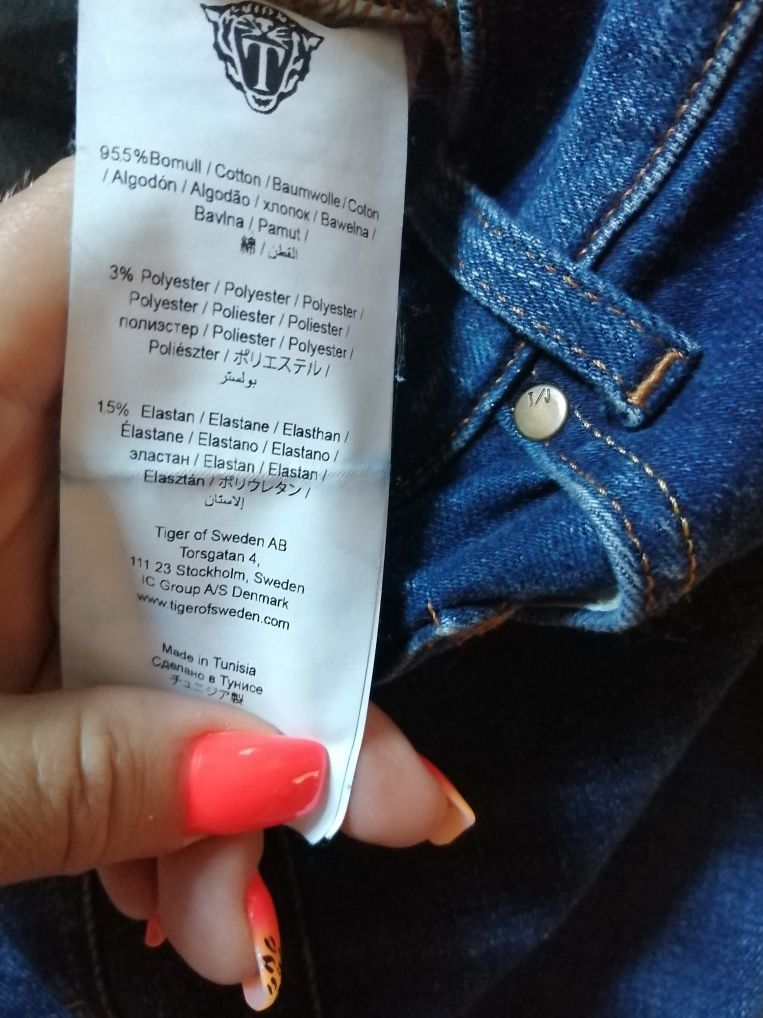 T
95.5%Bomull / Cotton / Baumwolle / Coton
/ Algodón / Algodão / хлопок / Bawełna /
Bavlna / Pamut /
綿 / القطن
3% Polyester / Polyester / Polyester /
Polyester / Poliester / Poliester /
полиэстер / Poliester / Polyester /
Poliészter / ポリエステル /
بولستر
1.5% Elastan / Elastane / Elasthan /
Élastane / Elastano / Elastano /
эластан / Elastan / Elastan /
Elasztán / ポリウレタン /
إلاستان
Tiger of Sweden AB
Torsgatan 4,
111 23 Stockholm, Sweden
IC Group A/S Denmark
www.tigerofsweden.com
Made in Tunisia
Сделано в Тунисе
チュニジア製